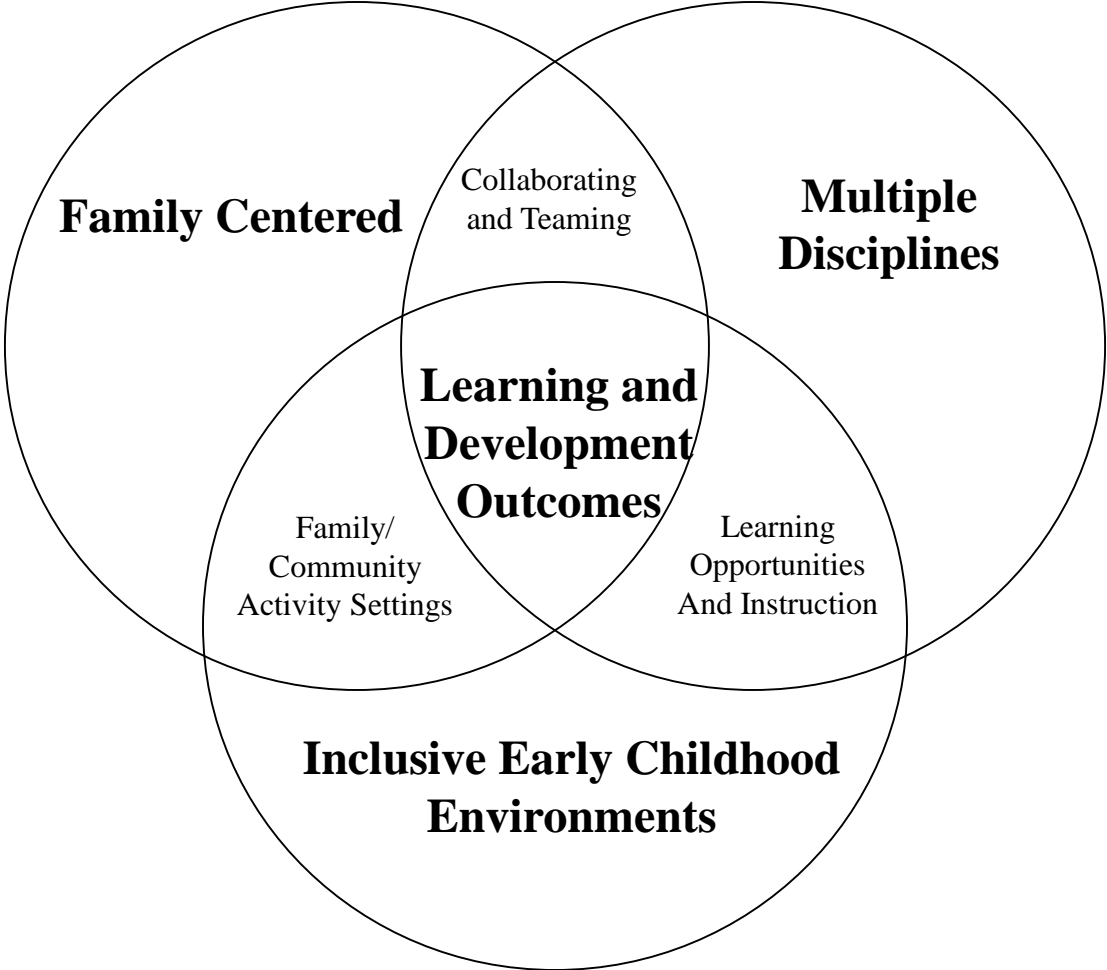 Family Centered
Collaborating
and Teaming
Multiple
Disciplines
Learning and
Development
Outcomes
Family/
Community
Activity Settings
Learning
Opportunities
And Instruction
Inclusive Early Childhood
Environments